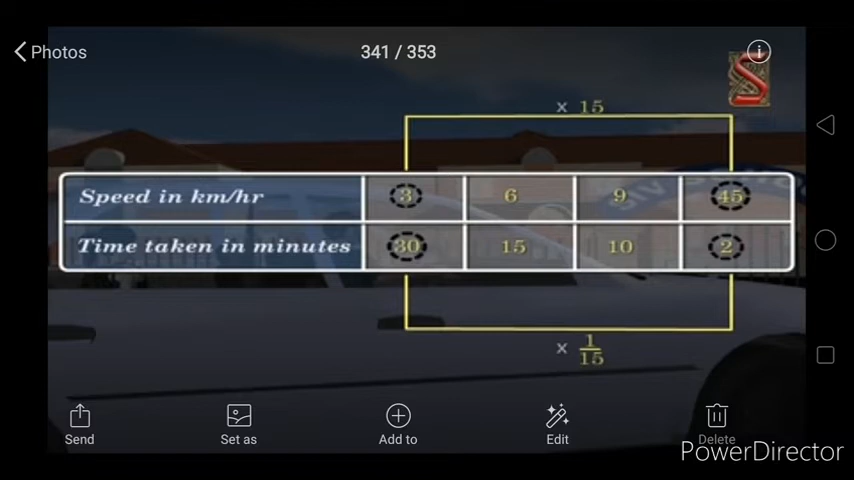 Photos
341 / 353
× 15
Speed in km/hr 3 6 9 45
Time taken in minutes 30 15 10 2
× 1/15
Send Set as Add to Edit Delete
PowerDirector